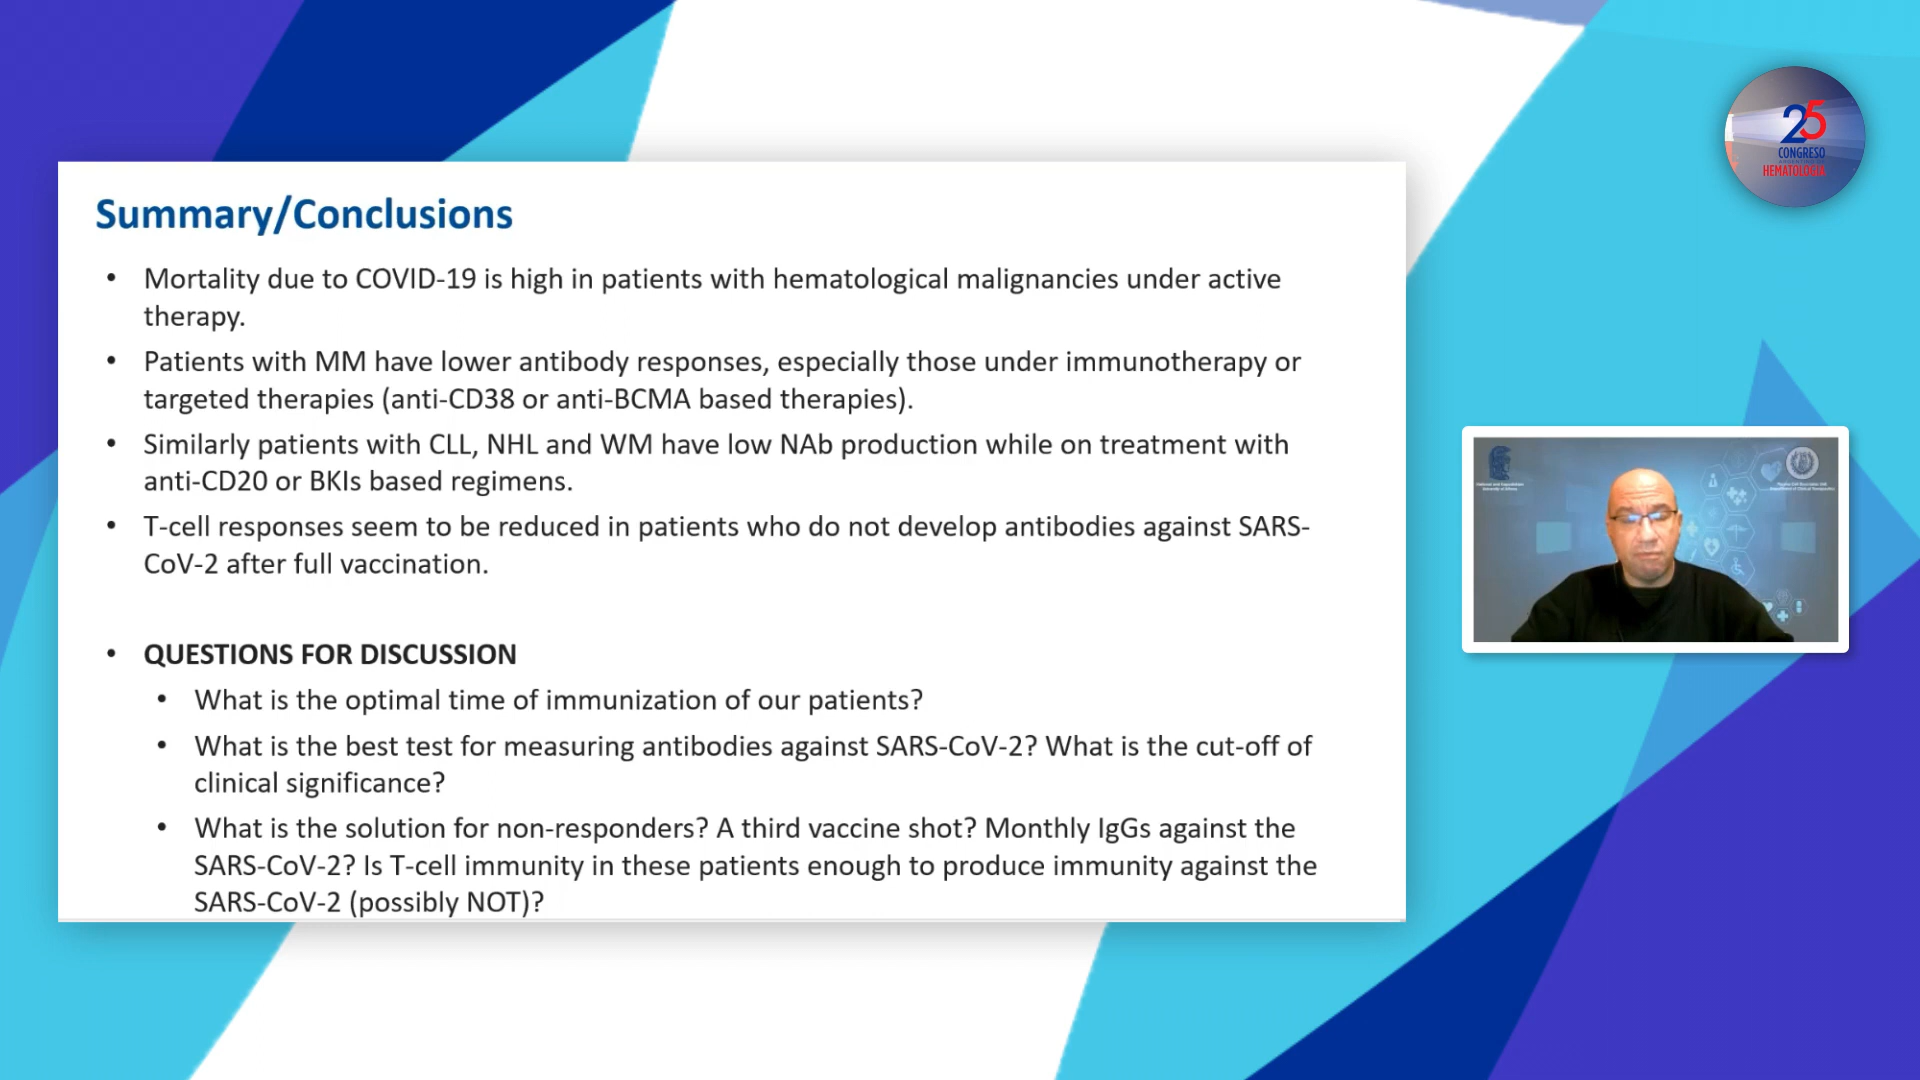 25
CONGRESO
HEMATOLOGÍA
Summary/Conclusions
• Mortality due to COVID-19 is high in patients with hematological malignancies under active
therapy.
• Patients with MM have lower antibody responses, especially those under immunotherapy or
targeted therapies (anti-CD38 or anti-BCMA based therapies).
• Similarly patients with CLL, NHL and WM have low NAb production while on treatment with
anti-CD20 or BKIs based regimens.
• T-cell responses seem to be reduced in patients who do not develop antibodies against SARS-
CoV-2 after full vaccination.
• QUESTIONS FOR DISCUSSION
• What is the optimal time of immunization of our patients?
• What is the best test for measuring antibodies against SARS-CoV-2? What is the cut-off of
clinical significance?
• What is the solution for non-responders? A third vaccine shot? Monthly IgGs against the
SARS-CoV-2? Is T-cell immunity in these patients enough to produce immunity against the
SARS-CoV-2 (possibly NOT)?